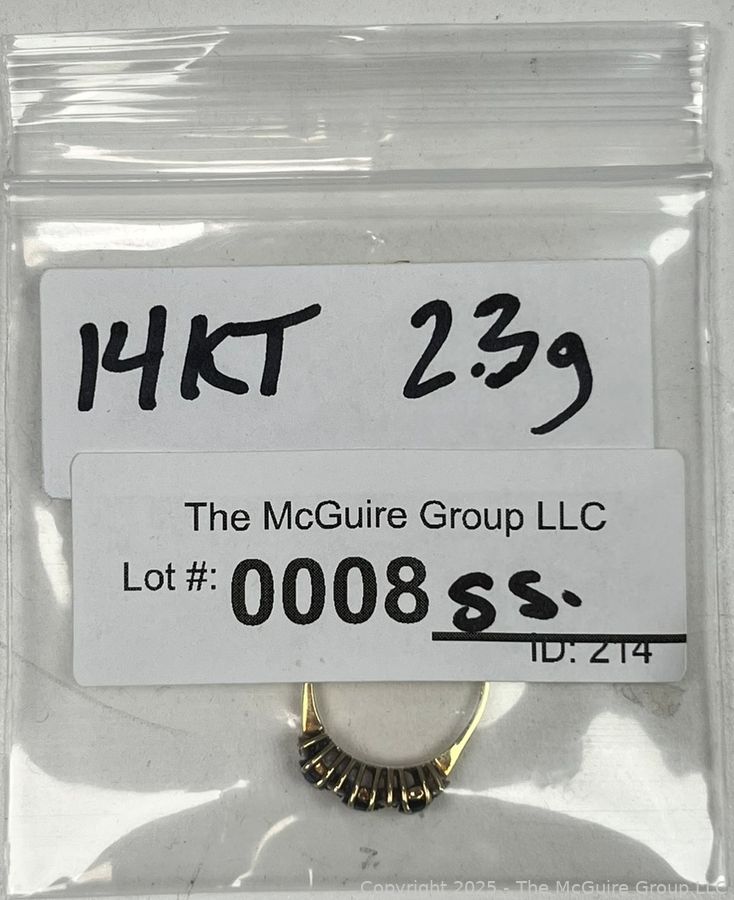 14KT 2.3g
The McGuire Group LLC
Lot #: 0008 SS.
ID: 214
Copyright 2025 - The McGuire Group LLC